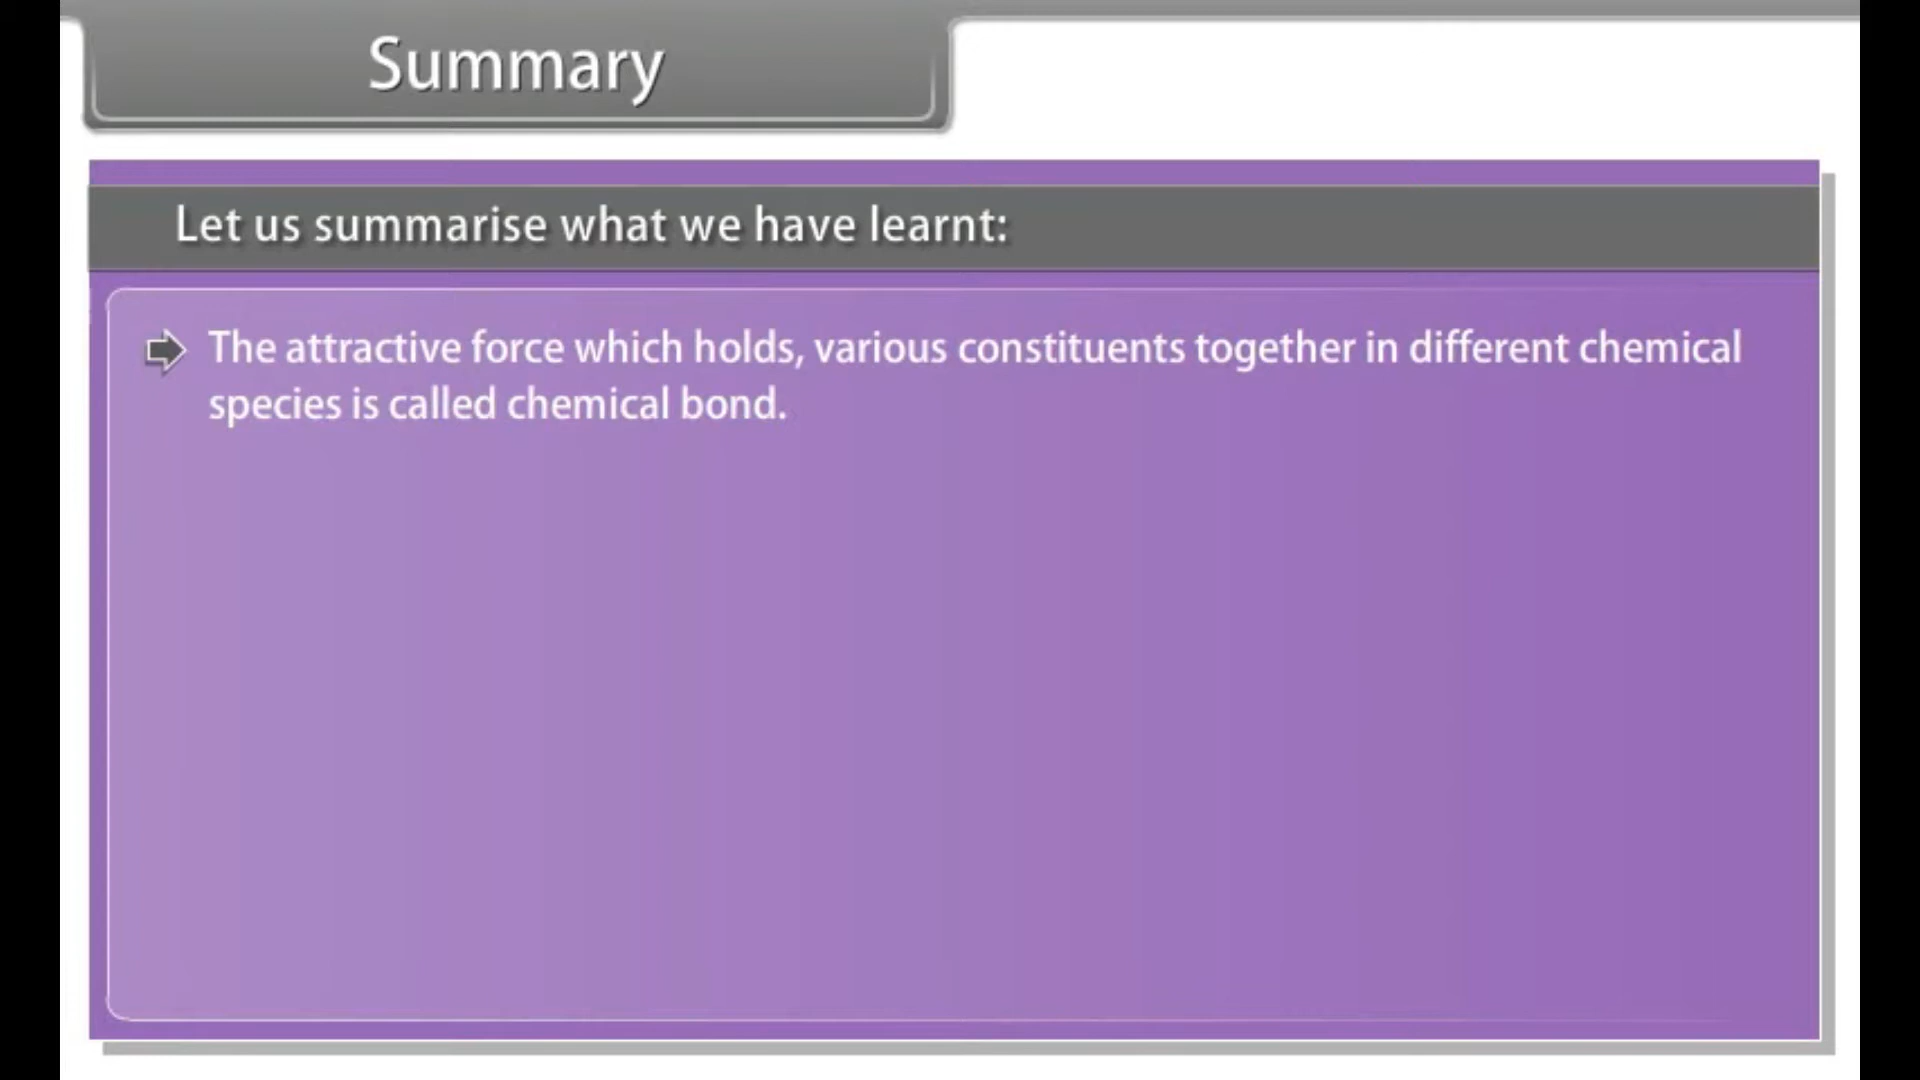 Summary
Let us summarise what we have learnt:
The attractive force which holds, various constituents together in different chemical
species is called chemical bond.